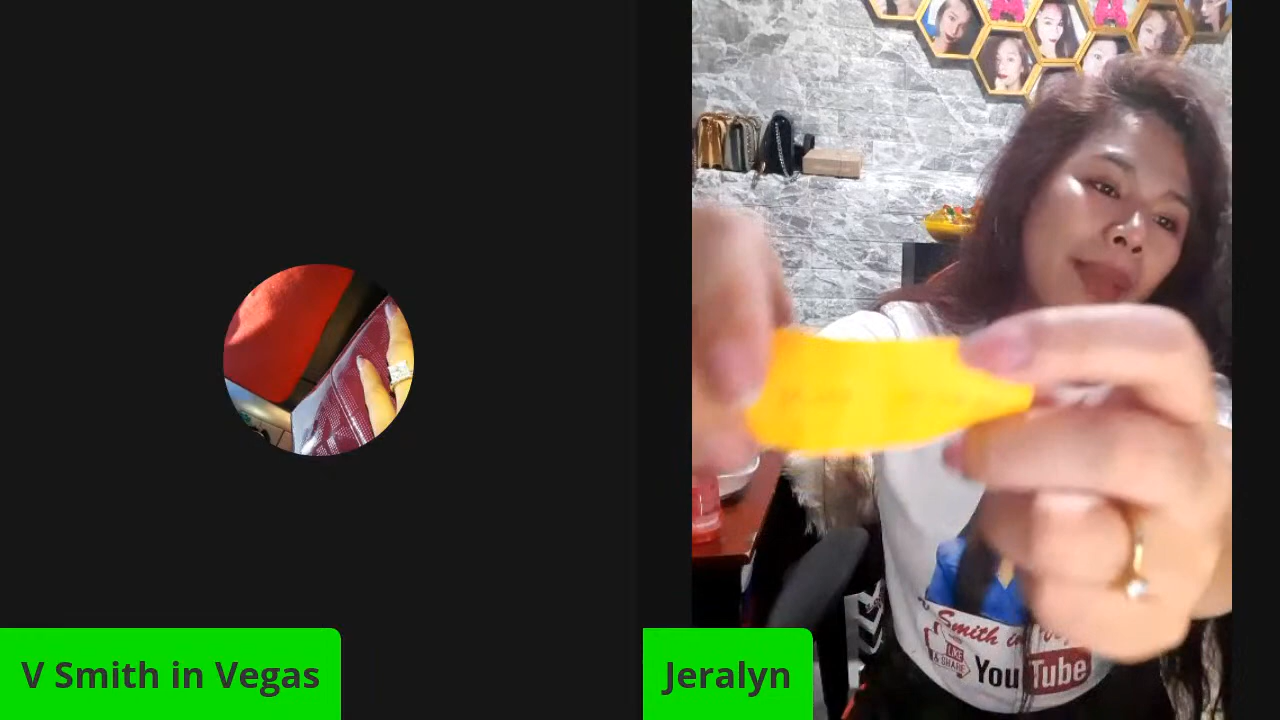 V Smith in Vegas
Jeralyn
Smith in
LIKE
& SHARE
YouTube